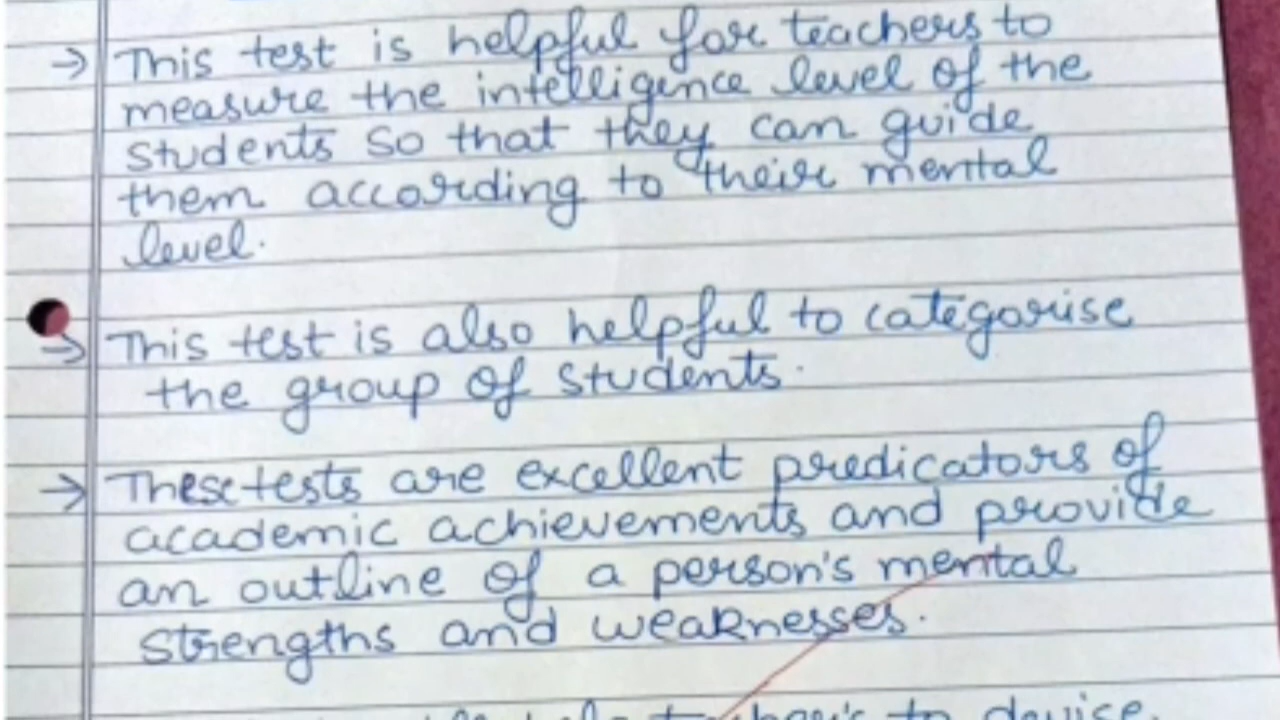 → This test is helpful for teachers to
measure the intelligence level of the
students so that they can guide
them according to their mental
level.
→ This test is also helpful to categorise
the group of students.
→ These tests are excellent predicators of
academic achievements and provide
an outline of a person's mental
strengths and weaknesses.
to devise